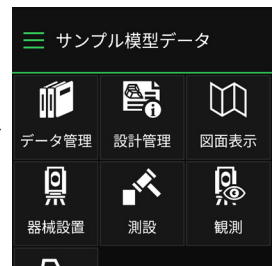 サンプル模型データ
データ管理 設計管理 図面表示
器械設置 測設 観測